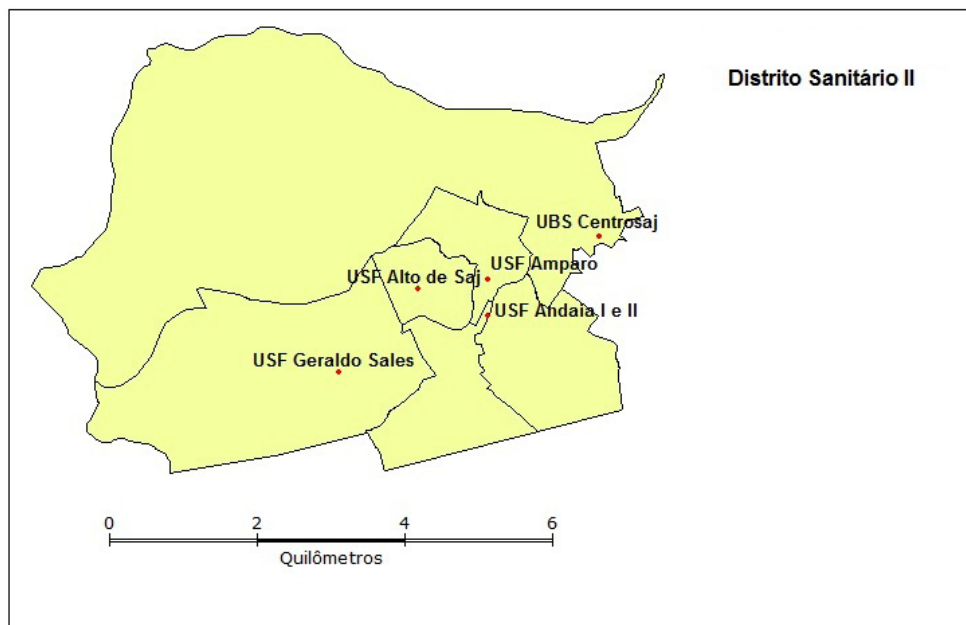 Distrito Sanitário II
UBS Centrosaj
USF Amparo
USF Alto de Saj
USF Andaia I e II
USF Geraldo Sales
0 2 4 6
Quilômetros